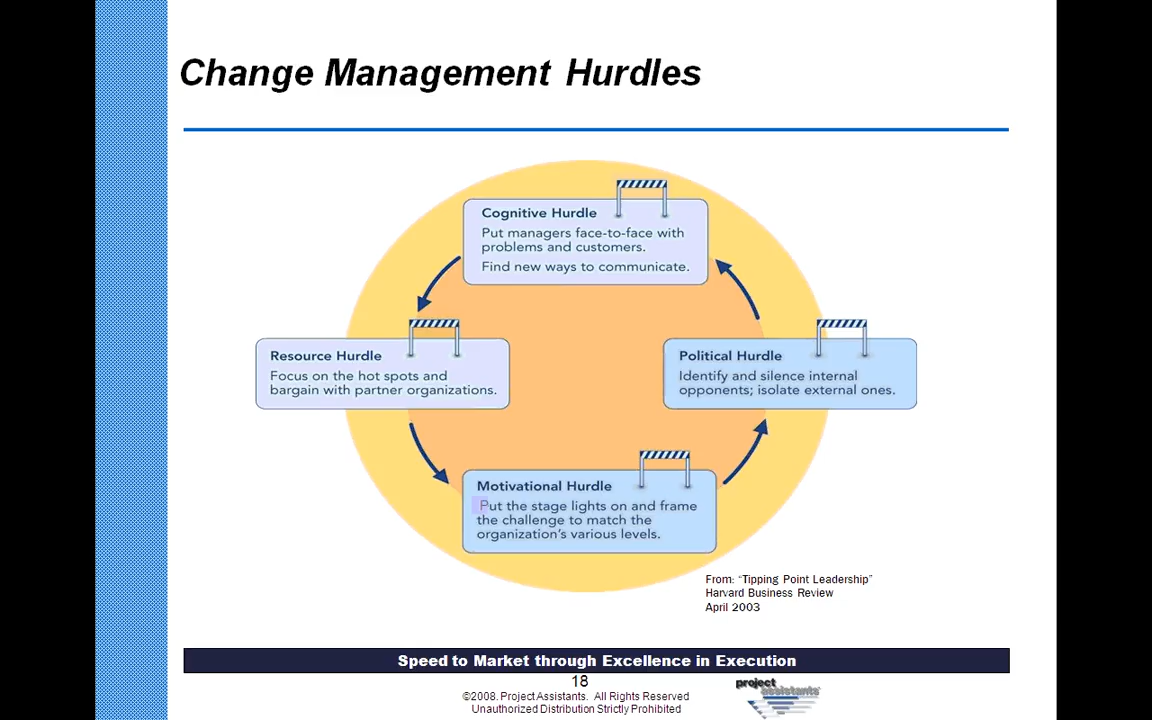 Change Management Hurdles
Cognitive Hurdle
Put managers face-to-face with
problems and customers.
Find new ways to communicate.
Resource Hurdle
Focus on the hot spots and
bargain with partner organizations.
Political Hurdle
Identify and silence internal
opponents; isolate external ones.
Motivational Hurdle
Put the stage lights on and frame
the challenge to match the
organization's various levels.
From: “Tipping Point Leadership”
Harvard Business Review
April 2003
Speed to Market through Excellence in Execution
18
©2008. Project Assistants. All Rights Reserved
Unauthorized Distribution Strictly Prohibited
project
assistants